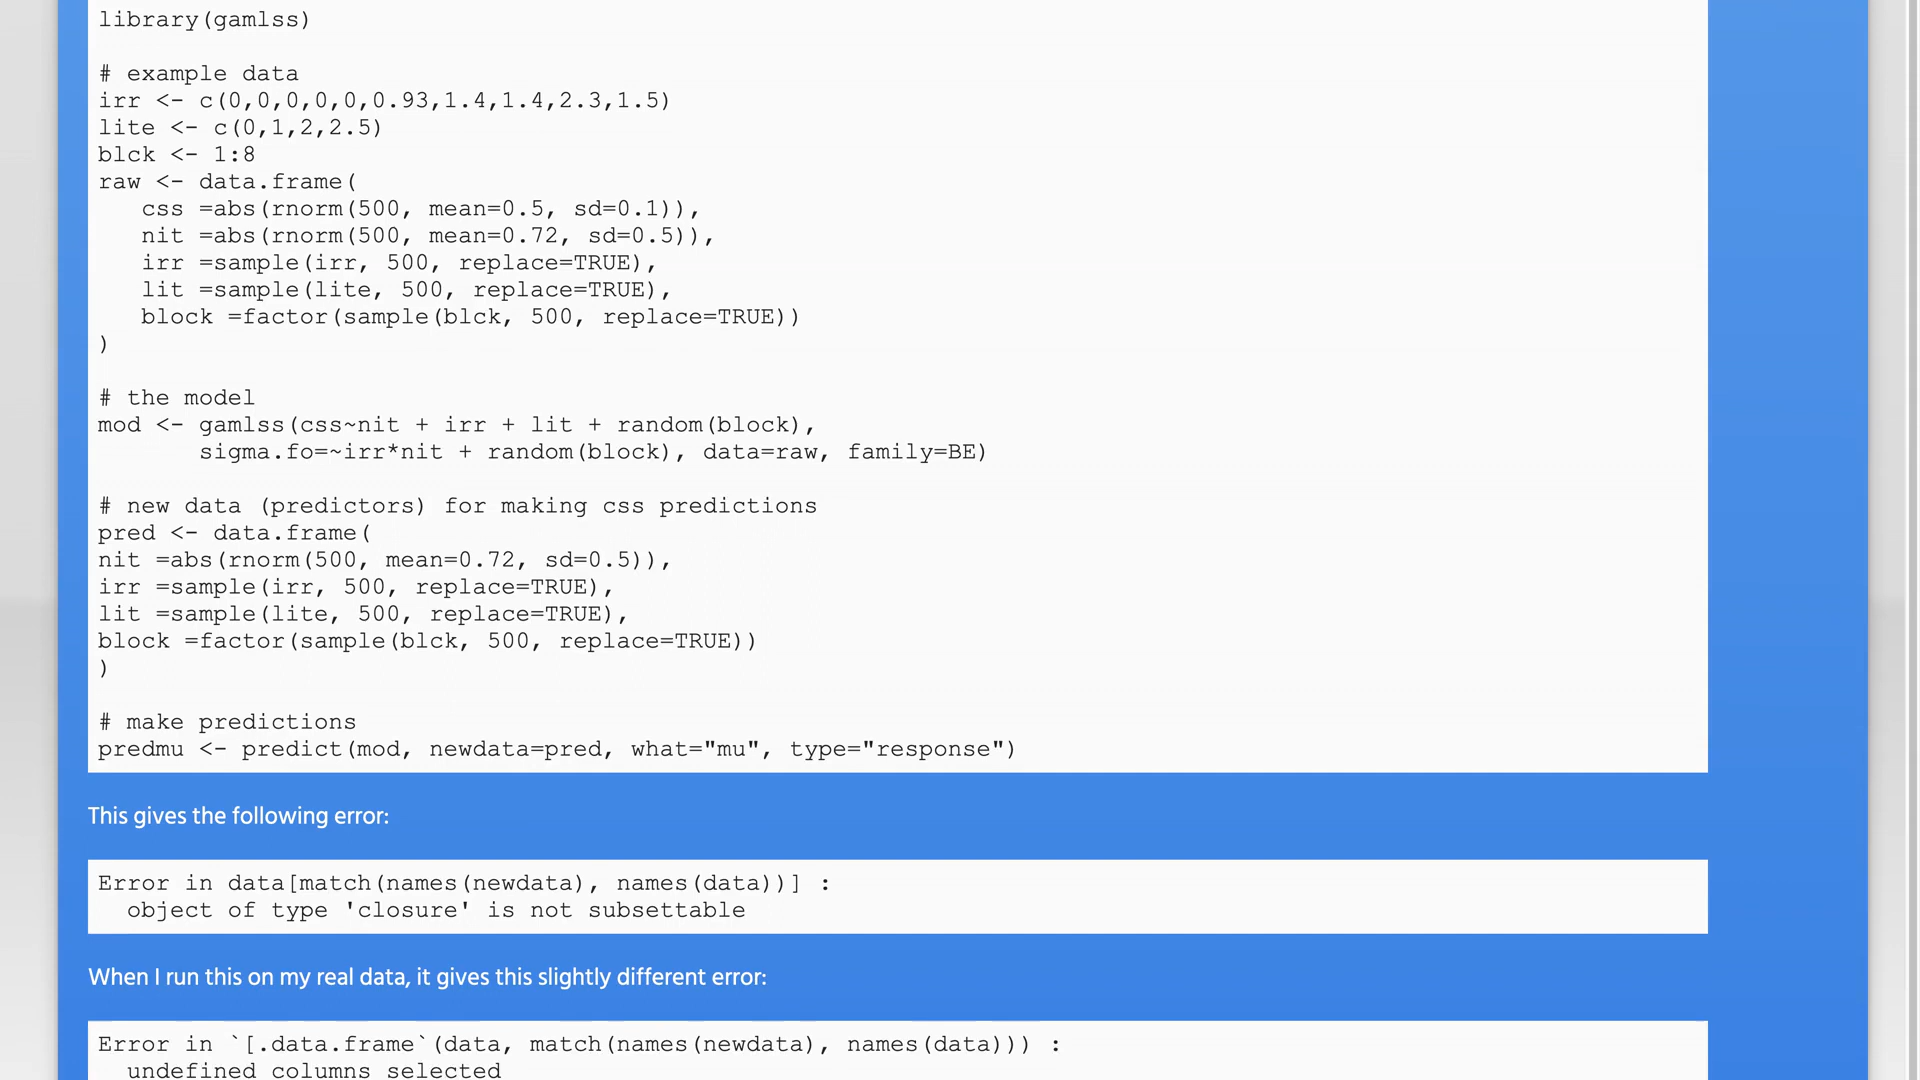 library(gamlss)
# example data
irr <- c(0,0,0,0,0,0.93,1.4,1.4,2.3,1.5)
lite <- c(0,1,2,2.5)
blck <- 1:8
raw <- data.frame(
   css =abs(rnorm(500, mean=0.5, sd=0.1)),
   nit =abs(rnorm(500, mean=0.72, sd=0.5)),
   irr =sample(irr, 500, replace=TRUE),
   lit =sample(lite, 500, replace=TRUE),
   block =factor(sample(blck, 500, replace=TRUE))
)
# the model
mod <- gamlss(css~nit + irr + lit + random(block),
       sigma.fo=~irr*nit + random(block), data=raw, family=BE)
# new data (predictors) for making css predictions
pred <- data.frame(
nit =abs(rnorm(500, mean=0.72, sd=0.5)),
irr =sample(irr, 500, replace=TRUE),
lit =sample(lite, 500, replace=TRUE),
block =factor(sample(blck, 500, replace=TRUE))
)
# make predictions
predmu <- predict(mod, newdata=pred, what="mu", type="response")
This gives the following error:
Error in data[match(names(newdata), names(data))] :
  object of type 'closure' is not subsettable
When I run this on my real data, it gives this slightly different error:
Error in `[.data.frame`(data, match(names(newdata), names(data))) :
  undefined columns selected